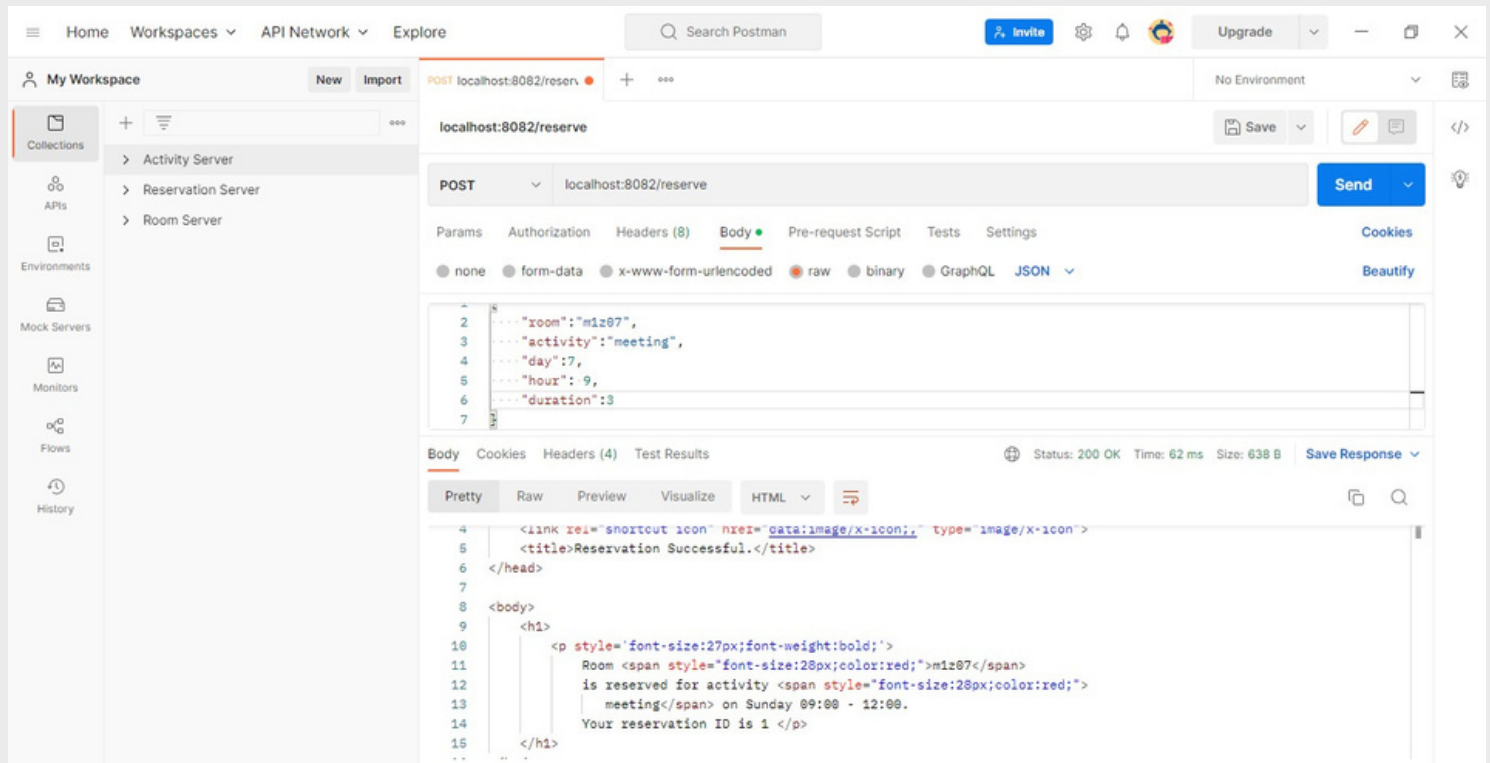 Home Workspaces API Network Explore Search Postman Invite Upgrade
My Workspace New Import POST localhost:8082/reserv No Environment
Collections
APIs
Environments
Mock Servers
Monitors
Flows
History
Activity Server
Reservation Server
Room Server
localhost:8082/reserve Save
POST localhost:8082/reserve Send
Params Authorization Headers (8) Body Pre-request Script Tests Settings Cookies
none form-data x-www-form-urlencoded raw binary GraphQL JSON Beautify
1 {
2 "room":"m1z07",
3 "activity":"meeting",
4 "day":7,
5 "hour": 9,
6 "duration":3
7 }
Body Cookies Headers (4) Test Results Status: 200 OK Time: 62 ms Size: 638 B Save Response
Pretty Raw Preview Visualize HTML
4 <link rel="shortcut icon" href="data:image/x-icon;," type="image/x-icon">
5 <title>Reservation Successful.</title>
6 </head>
7
8 <body>
9 <h1>
10 <p style='font-size:27px;font-weight:bold;'>
11 Room <span style="font-size:28px;color:red;">m1z07</span>
12 is reserved for activity <span style="font-size:28px;color:red;">
13 meeting</span> on Sunday 09:00 - 12:00.
14 Your reservation ID is 1 </p>
15 </h1>